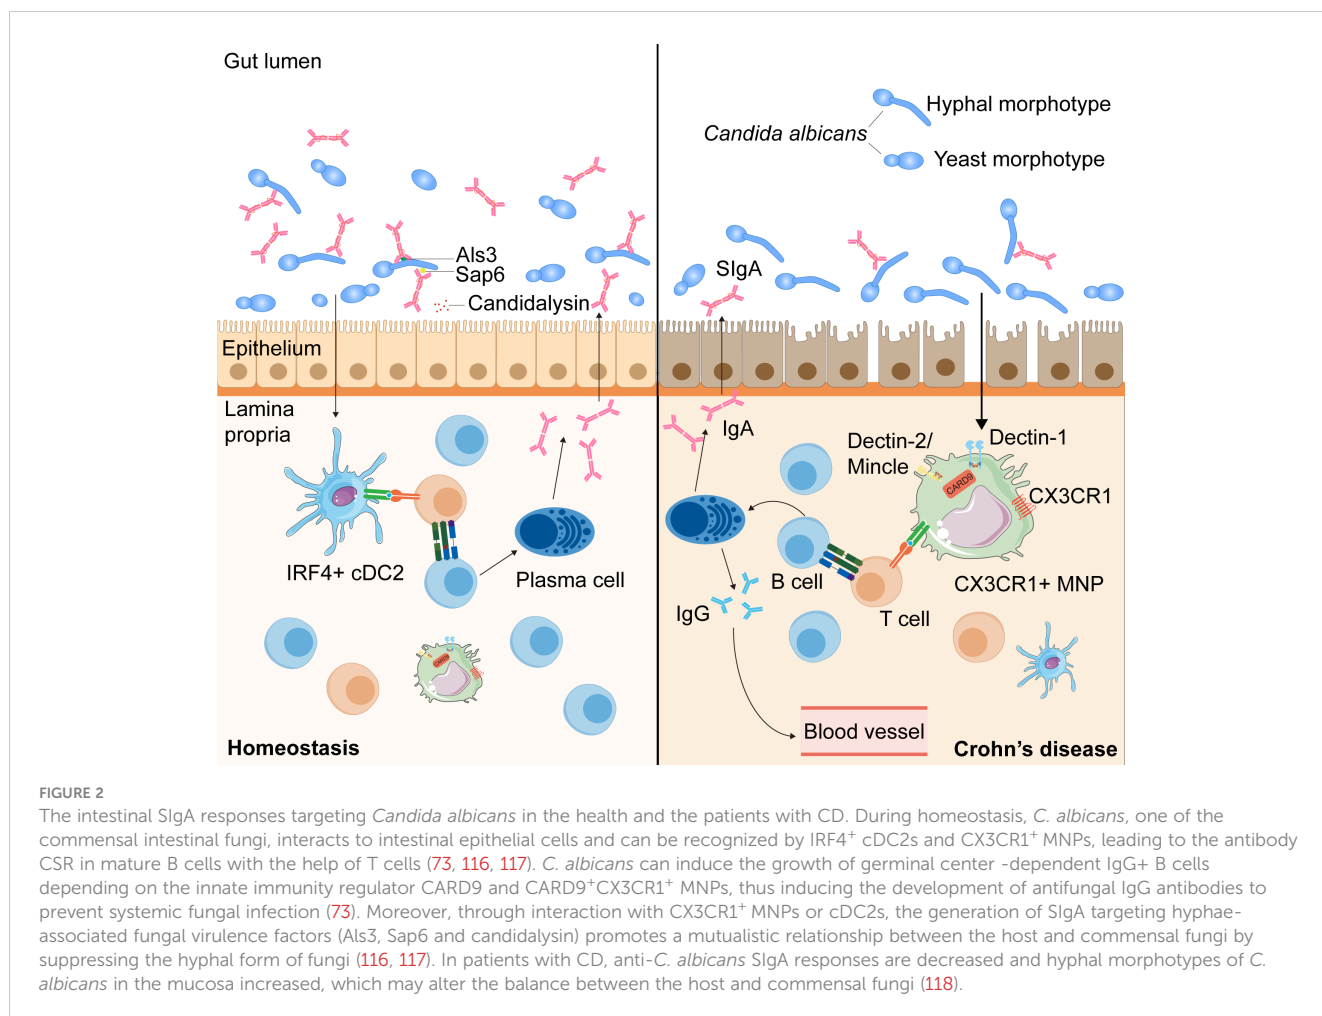 Gut lumen
Hyphal morphotype
Candida albicans
Yeast morphotype
Als3
Sap6
Candidalysin
SIgA
Epithelium
Lamina
propria
IgA
Dectin-2/
Mincle
Dectin-1
CARD9
CX3CR1
IRF4+ cDC2
Plasma cell
B cell
CX3CR1+ MNP
IgG
T cell
CARD9
Blood vessel
Homeostasis
Crohn's disease
FIGURE 2
The intestinal SIgA responses targeting Candida albicans in the health and the patients with CD. During homeostasis, C. albicans, one of the
commensal intestinal fungi, interacts to intestinal epithelial cells and can be recognized by IRF4⁺ cDC2s and CX3CR1⁺ MNPs, leading to the antibody
CSR in mature B cells with the help of T cells (73, 116, 117). C. albicans can induce the growth of germinal center -dependent IgG+ B cells
depending on the innate immunity regulator CARD9 and CARD9⁺CX3CR1⁺ MNPs, thus inducing the development of antifungal IgG antibodies to
prevent systemic fungal infection (73). Moreover, through interaction with CX3CR1⁺ MNPs or cDC2s, the generation of SIgA targeting hyphae-
associated fungal virulence factors (Als3, Sap6 and candidalysin) promotes a mutualistic relationship between the host and commensal fungi by
suppressing the hyphal form of fungi (116, 117). In patients with CD, anti-C. albicans SIgA responses are decreased and hyphal morphotypes of C.
albicans in the mucosa increased, which may alter the balance between the host and commensal fungi (118).